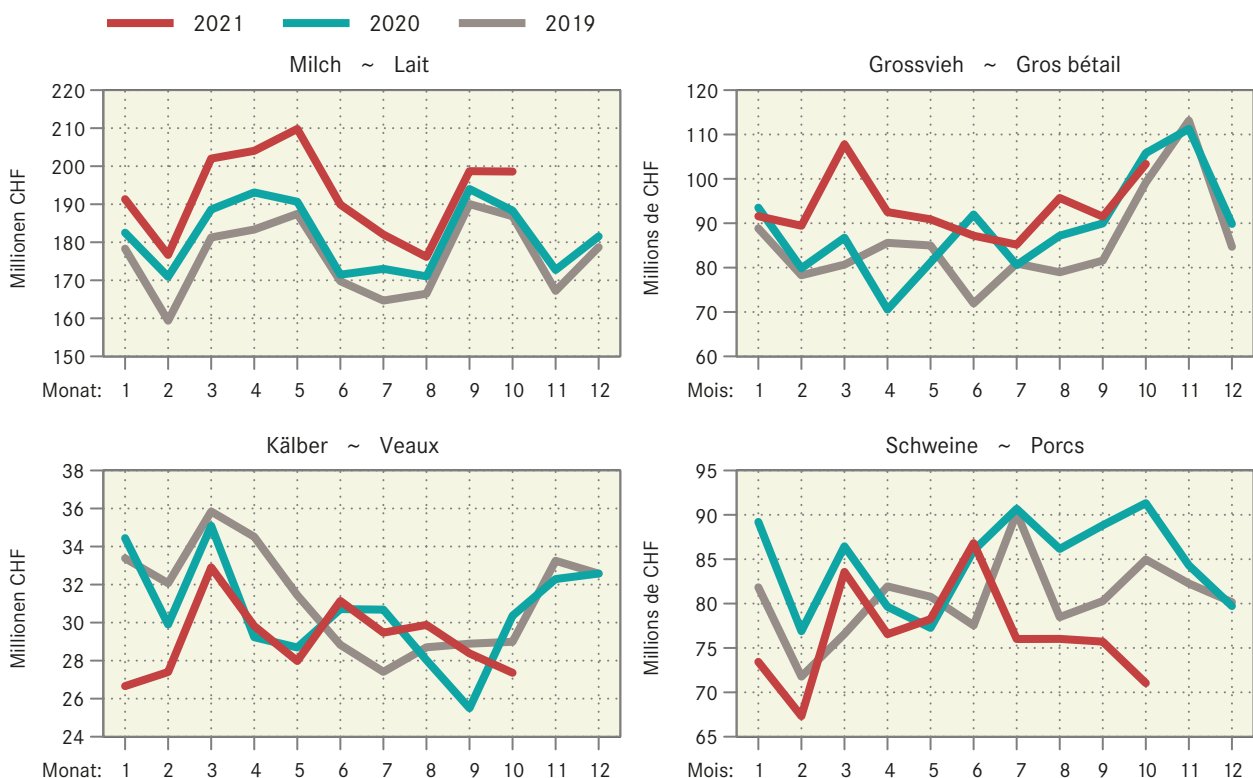 2021 2020 2019
Milch ~ Lait
Millionen CHF
220
210
200
190
180
170
160
150
Monat: 1 2 3 4 5 6 7 8 9 10 11 12
Grossvieh ~ Gros bétail
Millions de CHF
120
110
100
90
80
70
60
Mois: 1 2 3 4 5 6 7 8 9 10 11 12
Kälber ~ Veaux
Millionen CHF
38
36
34
32
30
28
26
24
Monat: 1 2 3 4 5 6 7 8 9 10 11 12
Schweine ~ Porcs
Millions de CHF
95
90
85
80
75
70
65
Mois: 1 2 3 4 5 6 7 8 9 10 11 12